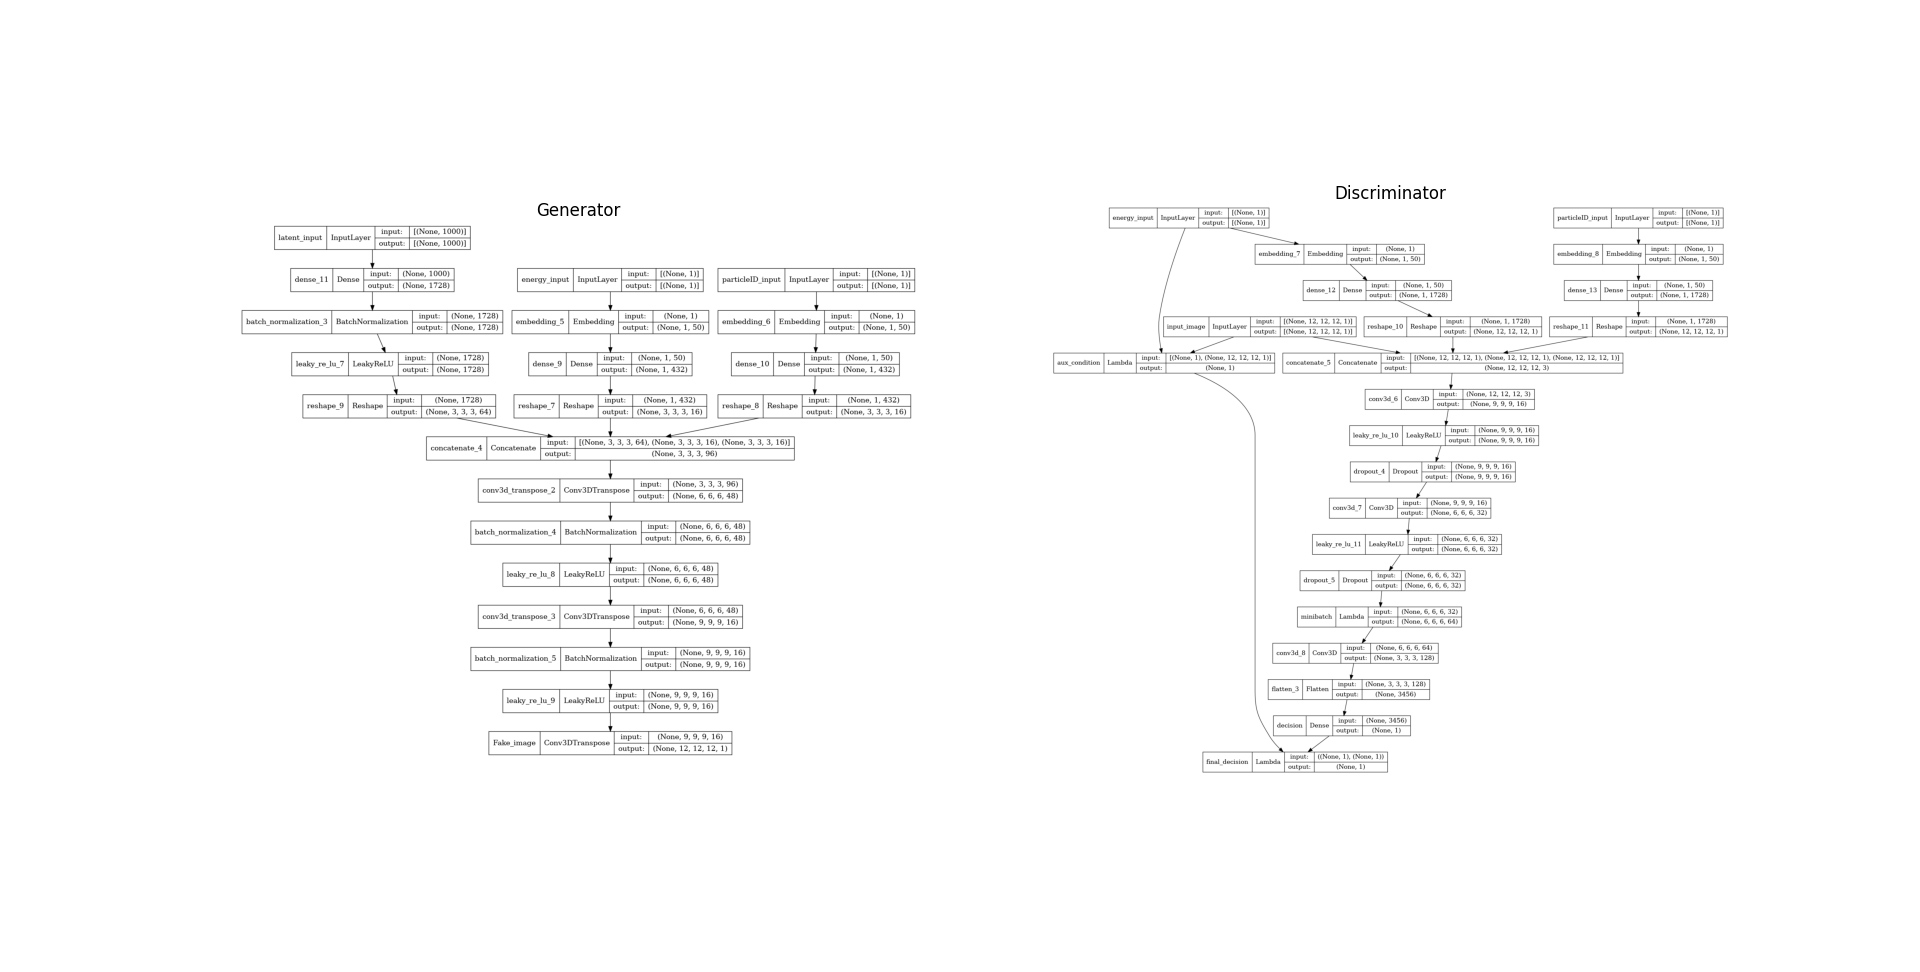 Generator
latent_input InputLayer input: [(None, 1000)]
output: [(None, 1000)]
dense_11 Dense input: (None, 1000)
output: (None, 1728)
energy_input InputLayer input: [(None, 1)]
output: [(None, 1)]
particleID_input InputLayer input: [(None, 1)]
output: [(None, 1)]
batch_normalization_3 BatchNormalization input: (None, 1728)
output: (None, 1728)
embedding_5 Embedding input: (None, 1)
output: (None, 1, 50)
embedding_6 Embedding input: (None, 1)
output: (None, 1, 50)
leaky_re_lu_7 LeakyReLU input: (None, 1728)
output: (None, 1728)
dense_9 Dense input: (None, 1, 50)
output: (None, 1, 432)
dense_10 Dense input: (None, 1, 50)
output: (None, 1, 432)
reshape_9 Reshape input: (None, 1728)
output: (None, 3, 3, 3, 64)
reshape_7 Reshape input: (None, 1, 432)
output: (None, 3, 3, 3, 16)
reshape_8 Reshape input: (None, 1, 432)
output: (None, 3, 3, 3, 16)
concatenate_4 Concatenate input: [(None, 3, 3, 3, 64), (None, 3, 3, 3, 16), (None, 3, 3, 3, 16)]
output: (None, 3, 3, 3, 96)
conv3d_transpose_2 Conv3DTranspose input: (None, 3, 3, 3, 96)
output: (None, 6, 6, 6, 48)
batch_normalization_4 BatchNormalization input: (None, 6, 6, 6, 48)
output: (None, 6, 6, 6, 48)
leaky_re_lu_8 LeakyReLU input: (None, 6, 6, 6, 48)
output: (None, 6, 6, 6, 48)
conv3d_transpose_3 Conv3DTranspose input: (None, 6, 6, 6, 48)
output: (None, 9, 9, 9, 16)
batch_normalization_5 BatchNormalization input: (None, 9, 9, 9, 16)
output: (None, 9, 9, 9, 16)
leaky_re_lu_9 LeakyReLU input: (None, 9, 9, 9, 16)
output: (None, 9, 9, 9, 16)
Fake_image Conv3DTranspose input: (None, 9, 9, 9, 16)
output: (None, 12, 12, 12, 1)
Discriminator
energy_input InputLayer input: [(None, 1)]
output: [(None, 1)]
particleID_input InputLayer input: [(None, 1)]
output: [(None, 1)]
embedding_7 Embedding input: (None, 1)
output: (None, 1, 50)
embedding_8 Embedding input: (None, 1)
output: (None, 1, 50)
dense_12 Dense input: (None, 1, 50)
output: (None, 1, 1728)
dense_13 Dense input: (None, 1, 50)
output: (None, 1, 1728)
input_image InputLayer input: [(None, 12, 12, 12, 1)]
output: [(None, 12, 12, 12, 1)]
reshape_10 Reshape input: (None, 1, 1728)
output: (None, 12, 12, 12, 1)
reshape_11 Reshape input: (None, 1, 1728)
output: (None, 12, 12, 12, 1)
aux_condition Lambda input: [(None, 1), (None, 12, 12, 12, 1)]
output: (None, 1)
concatenate_5 Concatenate input: [(None, 12, 12, 12, 1), (None, 12, 12, 12, 1), (None, 12, 12, 12, 1)]
output: (None, 12, 12, 12, 3)
conv3d_6 Conv3D input: (None, 12, 12, 12, 3)
output: (None, 9, 9, 9, 16)
leaky_re_lu_10 LeakyReLU input: (None, 9, 9, 9, 16)
output: (None, 9, 9, 9, 16)
dropout_4 Dropout input: (None, 9, 9, 9, 16)
output: (None, 9, 9, 9, 16)
conv3d_7 Conv3D input: (None, 9, 9, 9, 16)
output: (None, 6, 6, 6, 32)
leaky_re_lu_11 LeakyReLU input: (None, 6, 6, 6, 32)
output: (None, 6, 6, 6, 32)
dropout_5 Dropout input: (None, 6, 6, 6, 32)
output: (None, 6, 6, 6, 32)
minibatch Lambda input: (None, 6, 6, 6, 32)
output: (None, 6, 6, 6, 64)
conv3d_8 Conv3D input: (None, 6, 6, 6, 64)
output: (None, 3, 3, 3, 128)
flatten_3 Flatten input: (None, 3, 3, 3, 128)
output: (None, 3456)
decision Dense input: (None, 3456)
output: (None, 1)
final_decision Lambda input: ((None, 1), (None, 1))
output: (None, 1)